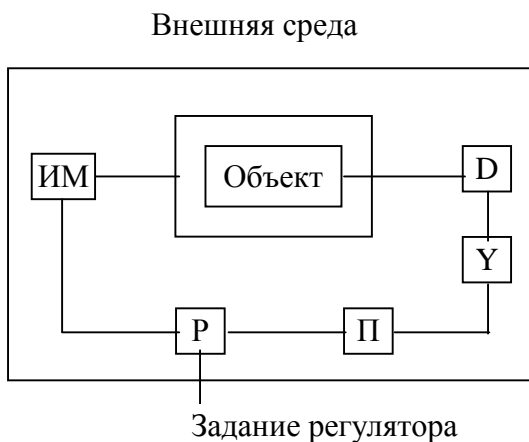 Внешняя среда
ИМ
Объект
D
Y
Р
П
Задание регулятора